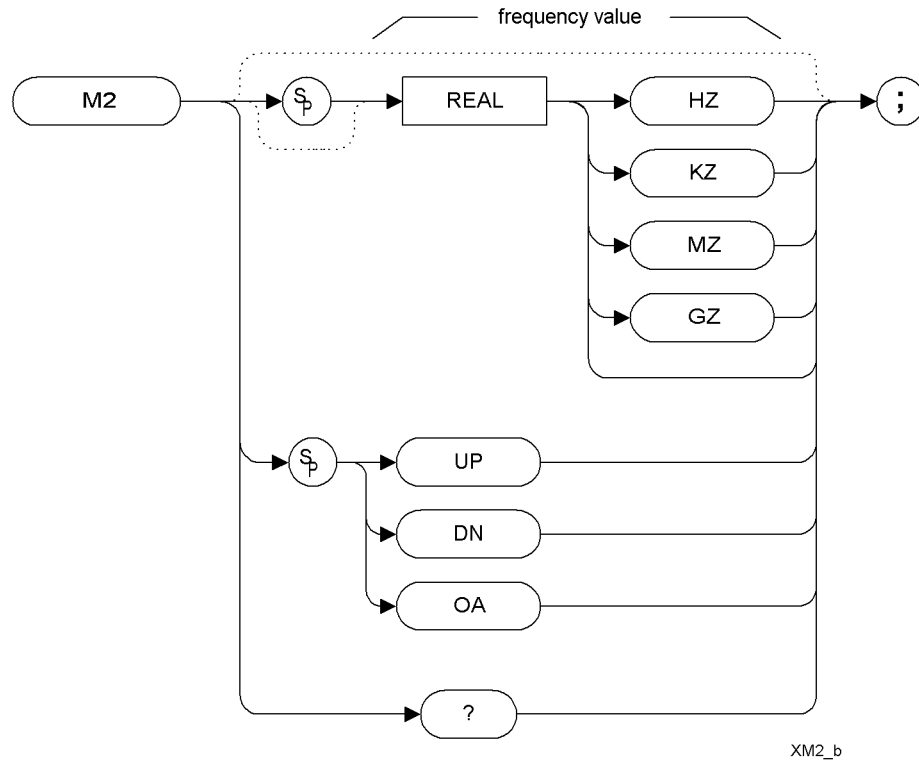 frequency value
M2
SP
REAL
HZ
;
KZ
MZ
GZ
SP
UP
DN
OA
?
XM2_b